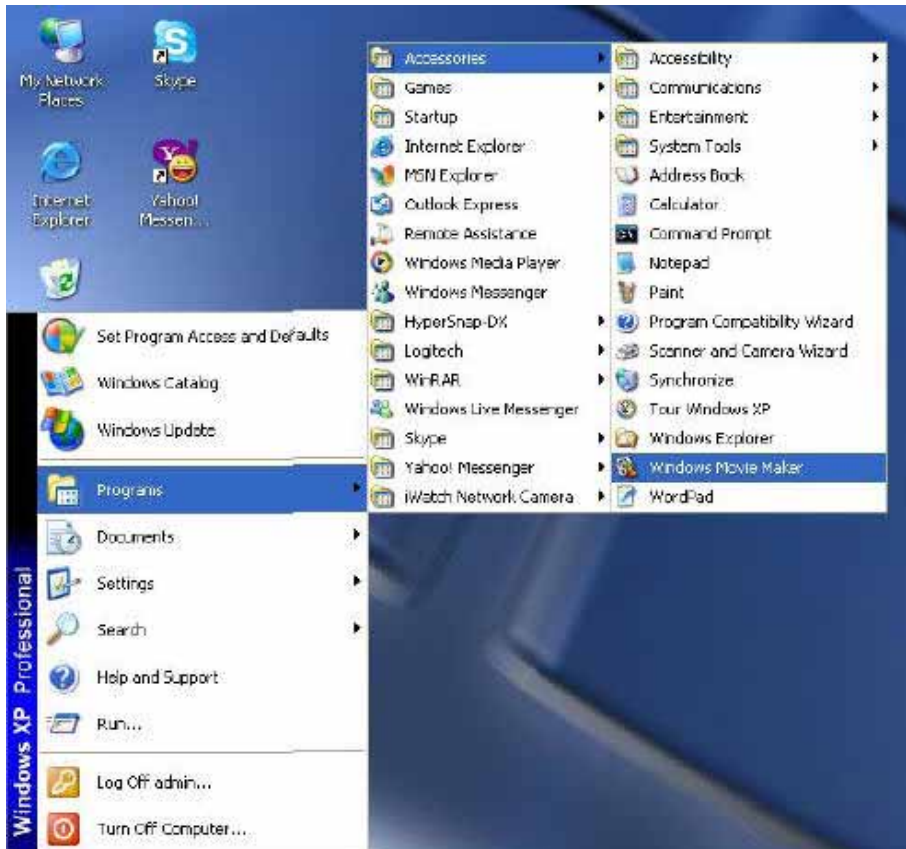 My Network
Places
Skype
Internet
Explorer
Yahoo!
Messen...
Accessories
Games
Startup
Internet Explorer
MSN Explorer
Outlook Express
Remote Assistance
Windows Media Player
Windows Messenger
HyperSnap-DX
Logitech
WinRAR
Windows Live Messenger
Skype
Yahoo! Messenger
iWatch Network Camera
Accessibility
Communications
Entertainment
System Tools
Address Book
Calculator
Command Prompt
Notepad
Paint
Program Compatibility Wizard
Scanner and Camera Wizard
Synchronize
Tour Windows XP
Windows Explorer
Windows Movie Maker
WordPad
Set Program Access and Defaults
Windows Catalog
Windows Update
Programs
Documents
Settings
Search
Help and Support
Run...
Log Off admin...
Turn Off Computer...
Windows XP Professional